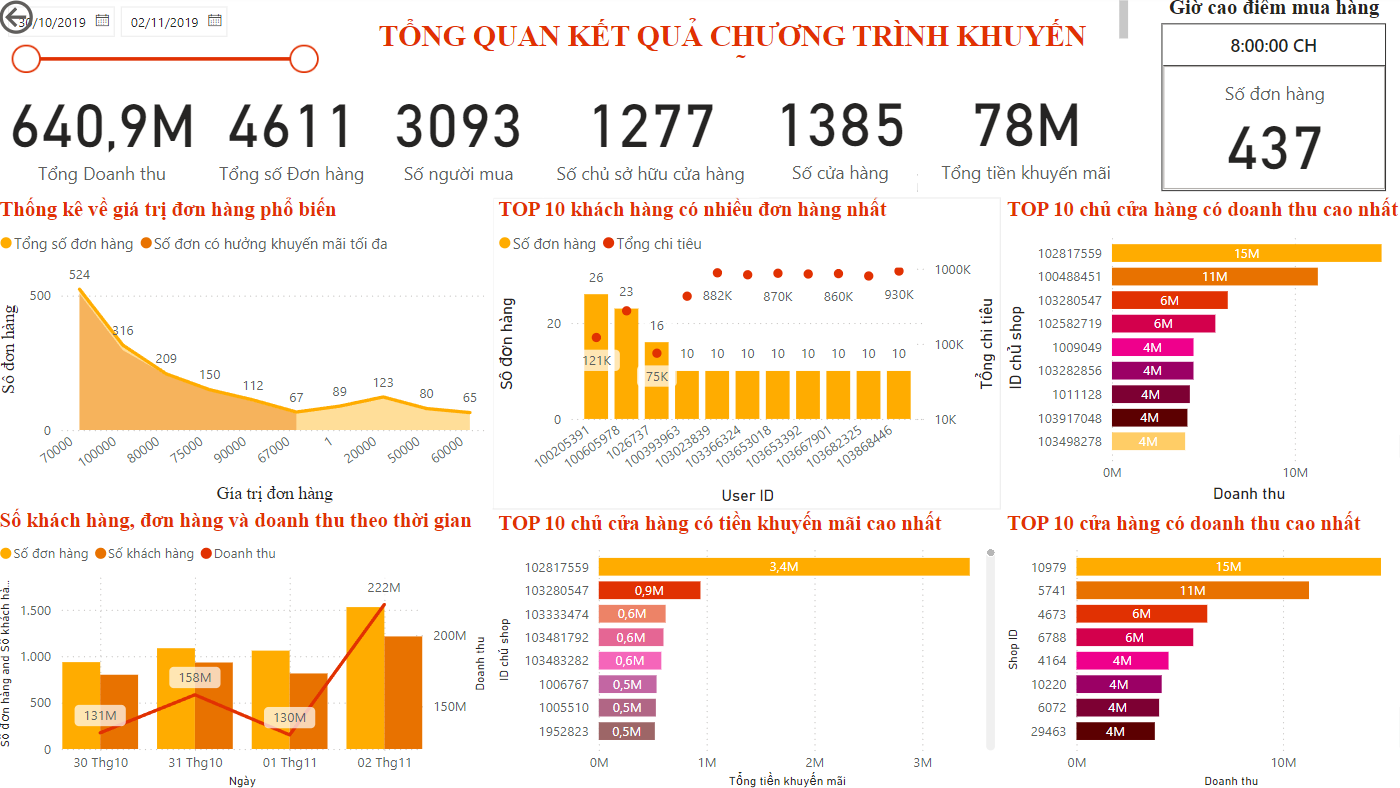 30/10/2019
02/11/2019
TỔNG QUAN KẾT QUẢ CHƯƠNG TRÌNH KHUYẾN
Giờ cao điểm mua hàng
8:00:00 CH
Số đơn hàng
437
640,9M
Tổng Doanh thu
4611
Tổng số Đơn hàng
3093
Số người mua
1277
Số chủ sở hữu cửa hàng
1385
Số cửa hàng
78M
Tổng tiền khuyến mãi
Thống kê về giá trị đơn hàng phổ biến
Tổng số đơn hàng
Số đơn có hưởng khuyến mãi tối đa
Số đơn hàng
500
0
524
316
209
150
112
67
89
123
80
65
70000
100000
80000
75000
90000
67000
1
20000
50000
60000
Gía trị đơn hàng
TOP 10 khách hàng có nhiều đơn hàng nhất
Số đơn hàng
Tổng chi tiêu
Số đơn hàng
20
0
26
23
16
10
10
10
10
10
10
10
10
121K
75K
882K
870K
860K
930K
1000K
100K
10K
Tổng chi tiêu
100205391
100605978
1026737
100393963
103023839
103366324
103653018
103653392
103667901
103682325
103868446
User ID
TOP 10 chủ cửa hàng có doanh thu cao nhất
ID chủ shop
102817559 15M
100488451 11M
103280547 6M
102582719 6M
1009049 4M
103282856 4M
1011128 4M
103917048 4M
103498278 4M
0M
10M
Doanh thu
Số khách hàng, đơn hàng và doanh thu theo thời gian
Số đơn hàng
Số khách hàng
Doanh thu
Số đơn hàng and Số khách hà...
1.500
1.000
500
0
131M
158M
130M
222M
200M
150M
Doanh thu
30 Thg10
31 Thg10
01 Thg11
02 Thg11
Ngày
TOP 10 chủ cửa hàng có tiền khuyến mãi cao nhất
ID chủ shop
102817559 3,4M
103280547 0,9M
103333474 0,6M
103481792 0,6M
103483282 0,6M
1006767 0,5M
1005510 0,5M
1952823 0,5M
0M
1M
2M
3M
Tổng tiền khuyến mãi
TOP 10 cửa hàng có doanh thu cao nhất
Shop ID
10979 15M
5741 11M
4673 6M
6788 6M
4164 4M
10220 4M
6072 4M
29463 4M
0M
10M
Doanh thu